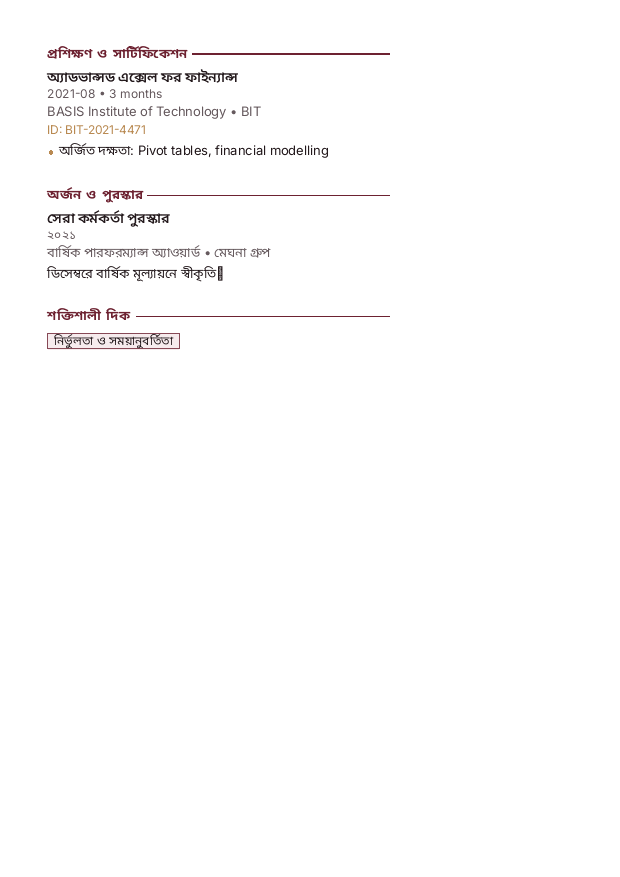 প্রশিক্ষণ ও সার্টিফিকেশন
অ্যাডভান্সড এক্সেল ফর ফাইন্যান্স
2021-08 • 3 months
BASIS Institute of Technology • BIT
ID: BIT-2021-4471
• অর্জিত দক্ষতা: Pivot tables, financial modelling
অর্জন ও পুরস্কার
সেরা কর্মকর্তা পুরস্কার
২০২১
বার্ষিক পারফরম্যান্স অ্যাওয়ার্ড • মেঘনা গ্রুপ
ডিসেম্বরে বার্ষিক মূল্যায়নে স্বীকৃতি
শক্তিশালী দিক
নির্ভুলতা ও সময়ানুবর্তিতা